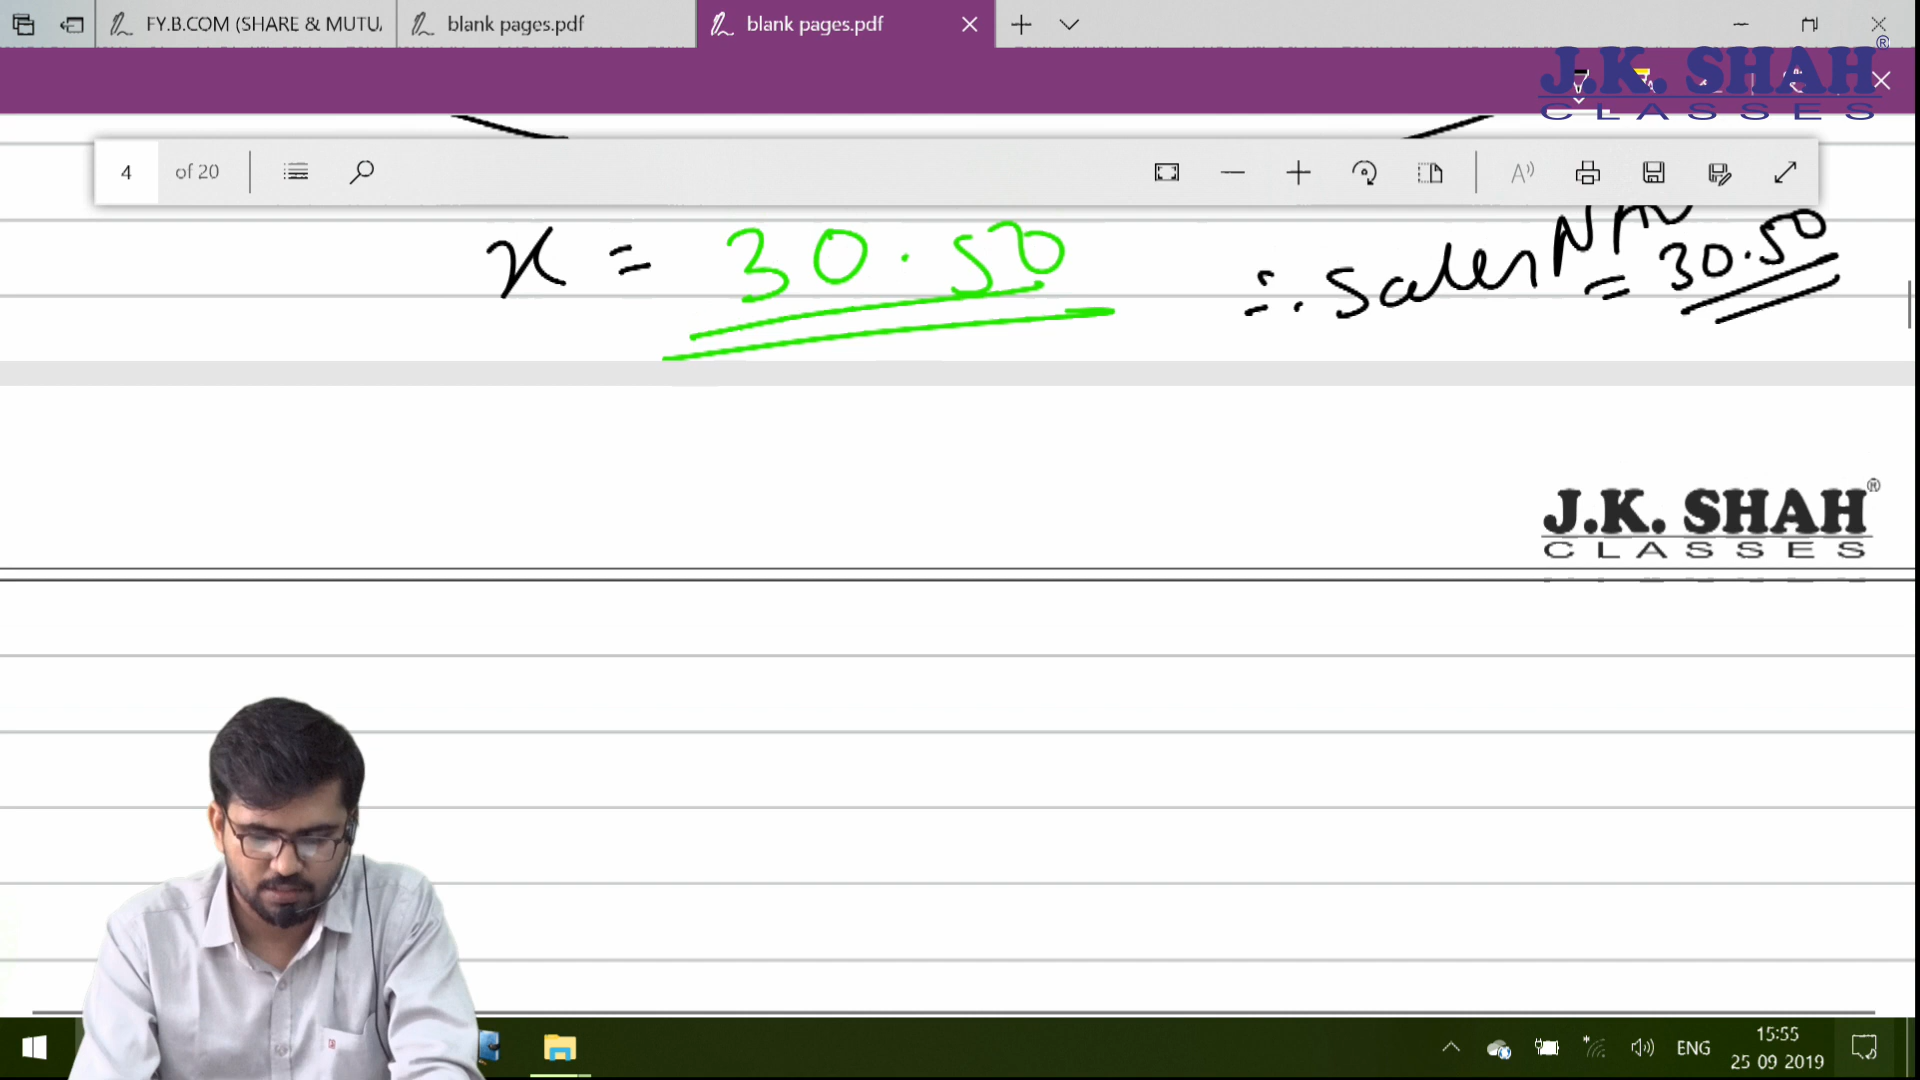 FY.B.COM (SHARE & MUTU
blank pages.pdf
blank pages.pdf
J.K. SHAH®
CLASSES
4 of 20
x = 30.50
∴ Sales NAV
= 30.50
J.K. SHAH®
CLASSES
ENG
15:55
25 09 2019